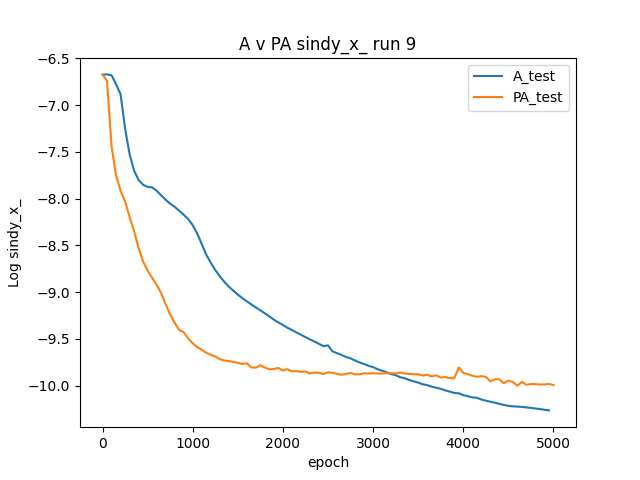 A v PA sindy_x_ run 9
A_test
PA_test
Log sindy_x_
−6.5
−7.0
−7.5
−8.0
−8.5
−9.0
−9.5
−10.0
0 1000 2000 3000 4000 5000
epoch